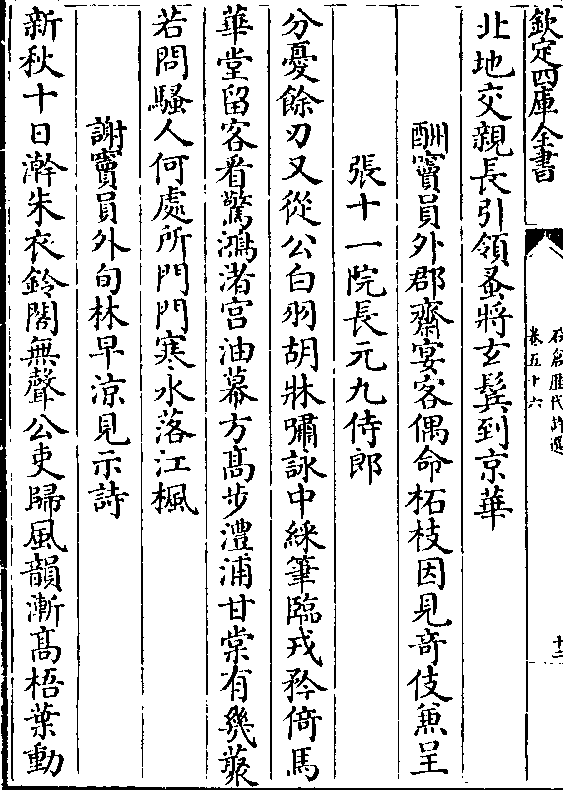 欽定四庫全書
石倉歷代詩選
卷五十六
十二
北地交親長引領蚤將玄鬂到京華
酬竇員外郡齋宴客偶命柘枝因見寄伎兼呈
張十一院長元九侍郎
分憂餘刃又從公白羽胡牀嘯詠中綵筆臨戎矜倚馬
華堂留客看驚鴻渚宫油幕方髙步澧浦甘棠有幾叢
若問騷人何處所門門寒水落江楓
謝竇員外旬林早涼見示詩
新秋十日澣朱衣鈴閣無聲公吏歸風韻漸髙梧葉動